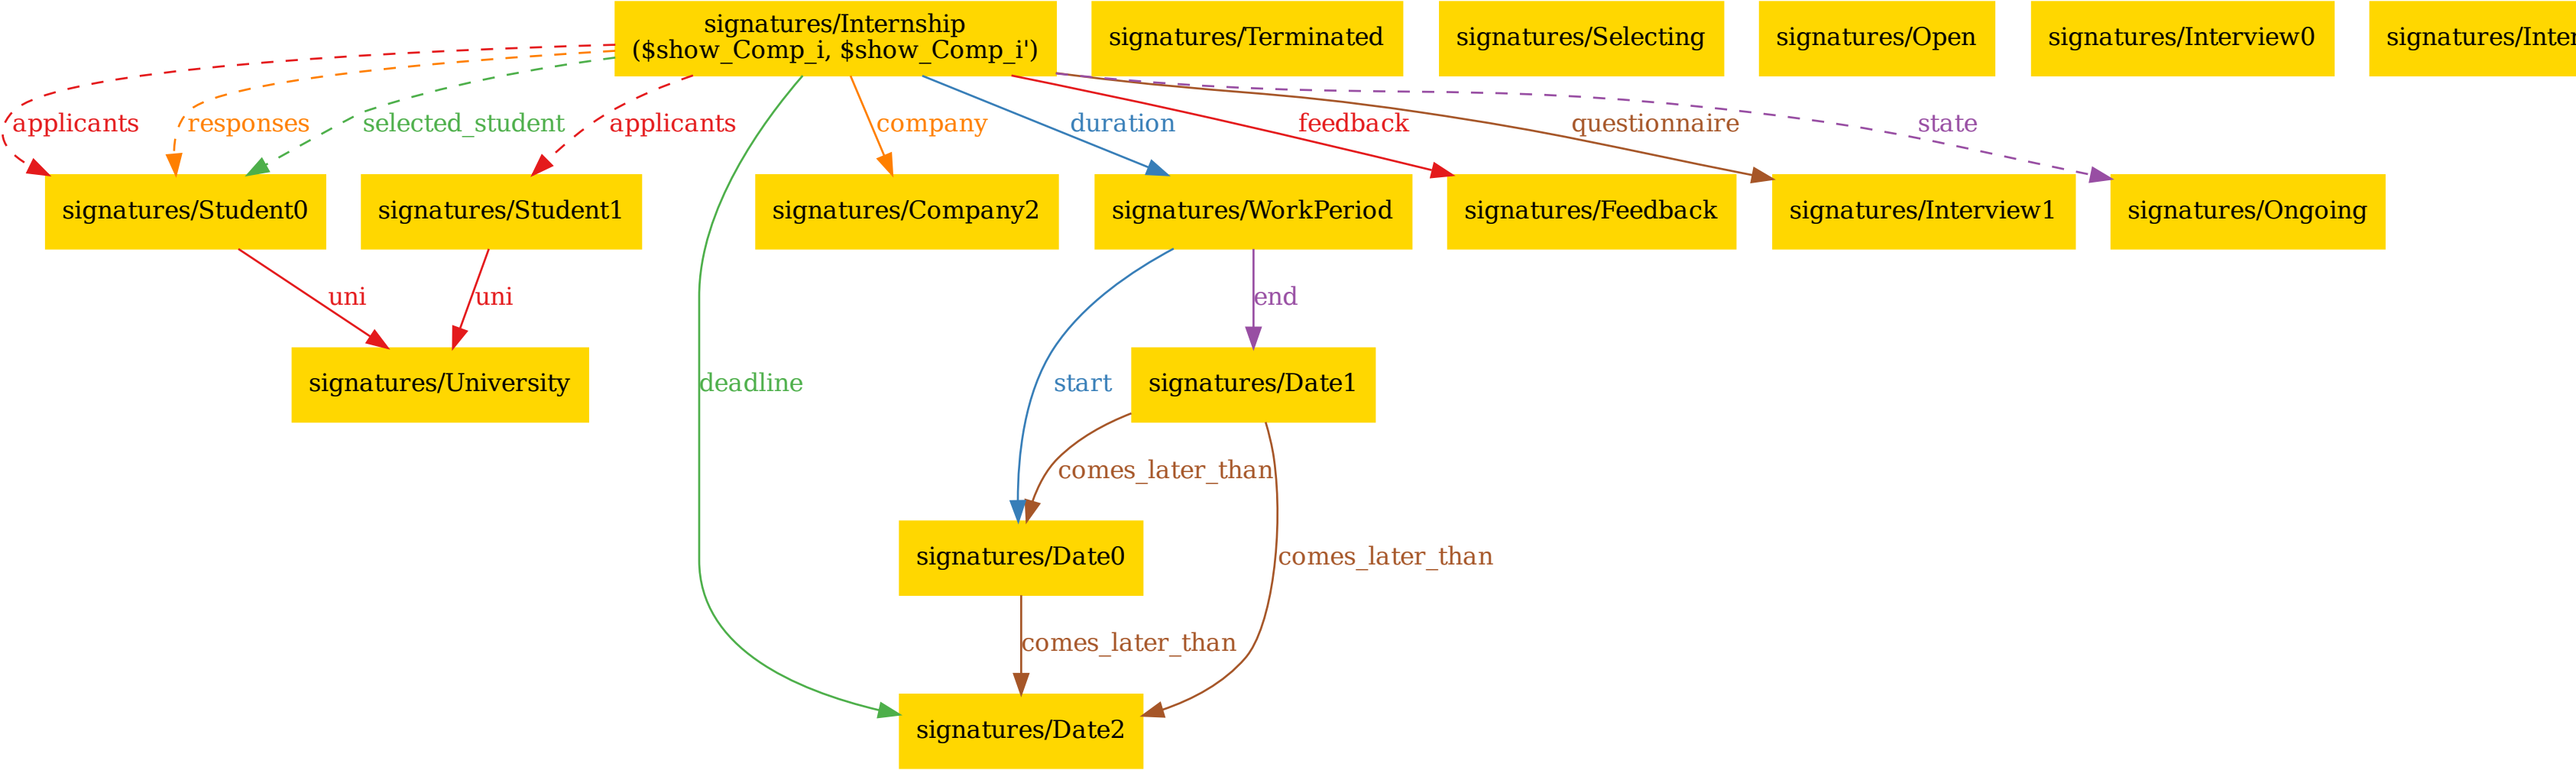 signatures/Internship
($show_Comp_i, $show_Comp_i')
signatures/Terminated
signatures/Selecting
signatures/Open
signatures/Interview0
applicants
responses
selected_student
applicants
company
duration
feedback
questionnaire
state
signatures/Student0
signatures/Student1
signatures/Company2
signatures/WorkPeriod
signatures/Feedback
signatures/Interview1
signatures/Ongoing
uni
uni
end
signatures/University
deadline
start
signatures/Date1
comes_later_than
signatures/Date0
comes_later_than
comes_later_than
signatures/Date2